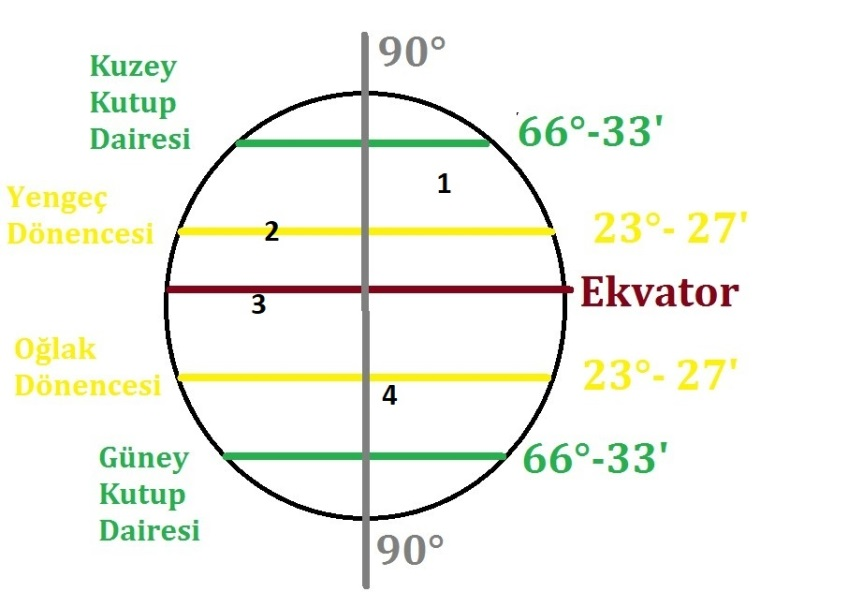 90°
Kuzey
Kutup
Dairesi
66°-33'
1
Yengeç
Dönencesi
2
23°- 27'
Ekvator
3
Oğlak
Dönencesi
23°- 27'
4
Güney
Kutup
Dairesi
66°-33'
90°